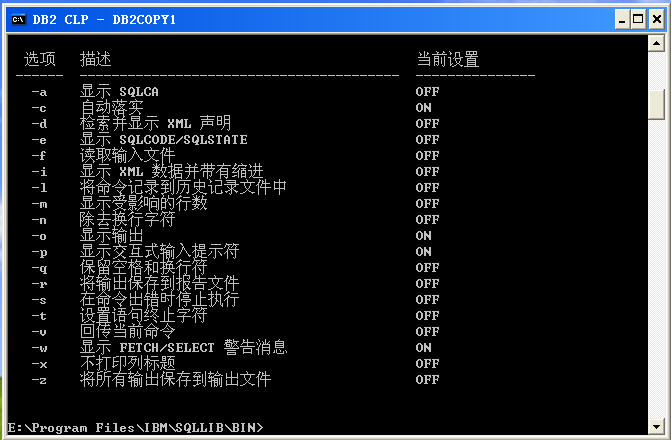 DB2 CLP - DB2COPY1
选项 描述 当前设置
-a 显示 SQLCA OFF
-c 自动落实 ON
-d 检索并显示 XML 声明 OFF
-e 显示 SQLCODE/SQLSTATE OFF
-f 读取输入文件 OFF
-i 显示 XML 数据并带有缩进 OFF
-l 将命令记录到历史记录文件中 OFF
-m 显示受影响的行数 OFF
-n 除去换行字符 OFF
-o 显示输出 ON
-p 显示交互式输入提示符 ON
-q 保留空格和换行符 OFF
-r 将输出保存到报告文件 OFF
-s 在命令出错时停止执行 OFF
-t 设置语句终止字符 OFF
-v 回传当前命令 OFF
-w 显示 FETCH/SELECT 警告消息 ON
-x 不打印列标题 OFF
-z 将所有输出保存到输出文件 OFF
E:\Program Files\IBM\SQLLIB\BIN>